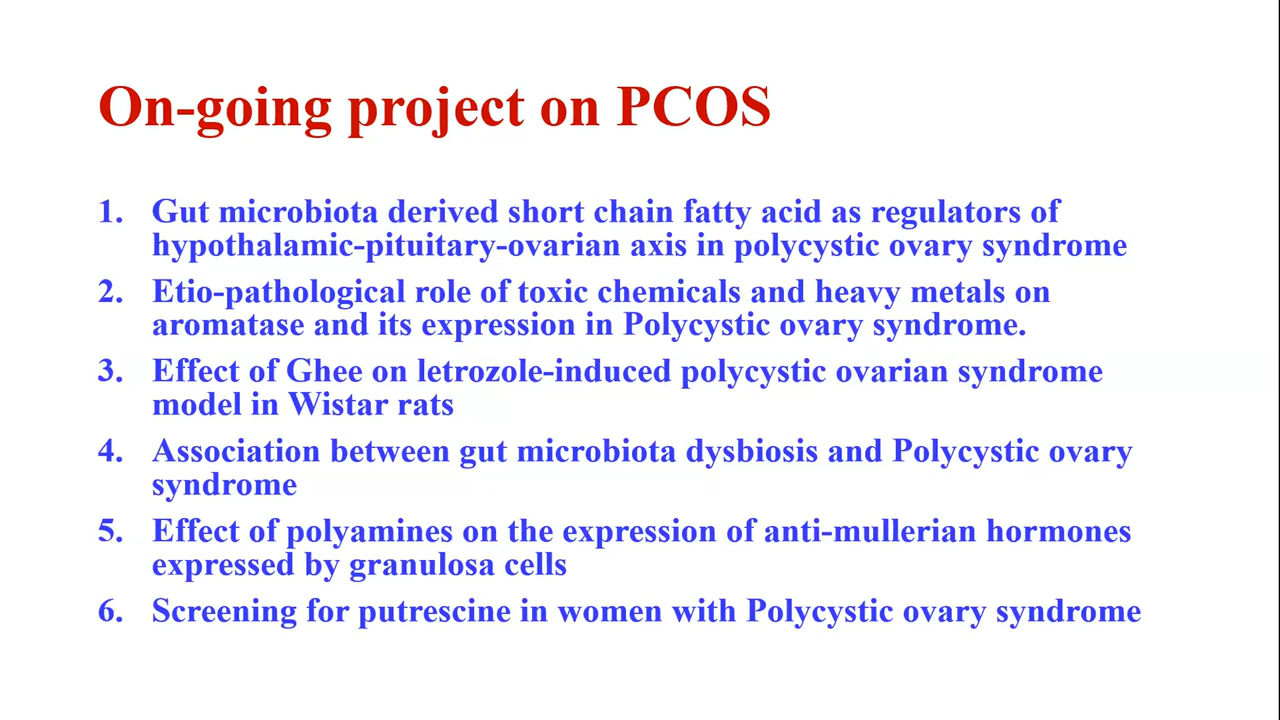 On-going project on PCOS
1. Gut microbiota derived short chain fatty acid as regulators of
hypothalamic-pituitary-ovarian axis in polycystic ovary syndrome
2. Etio-pathological role of toxic chemicals and heavy metals on
aromatase and its expression in Polycystic ovary syndrome.
3. Effect of Ghee on letrozole-induced polycystic ovarian syndrome
model in Wistar rats
4. Association between gut microbiota dysbiosis and Polycystic ovary
syndrome
5. Effect of polyamines on the expression of anti-mullerian hormones
expressed by granulosa cells
6. Screening for putrescine in women with Polycystic ovary syndrome